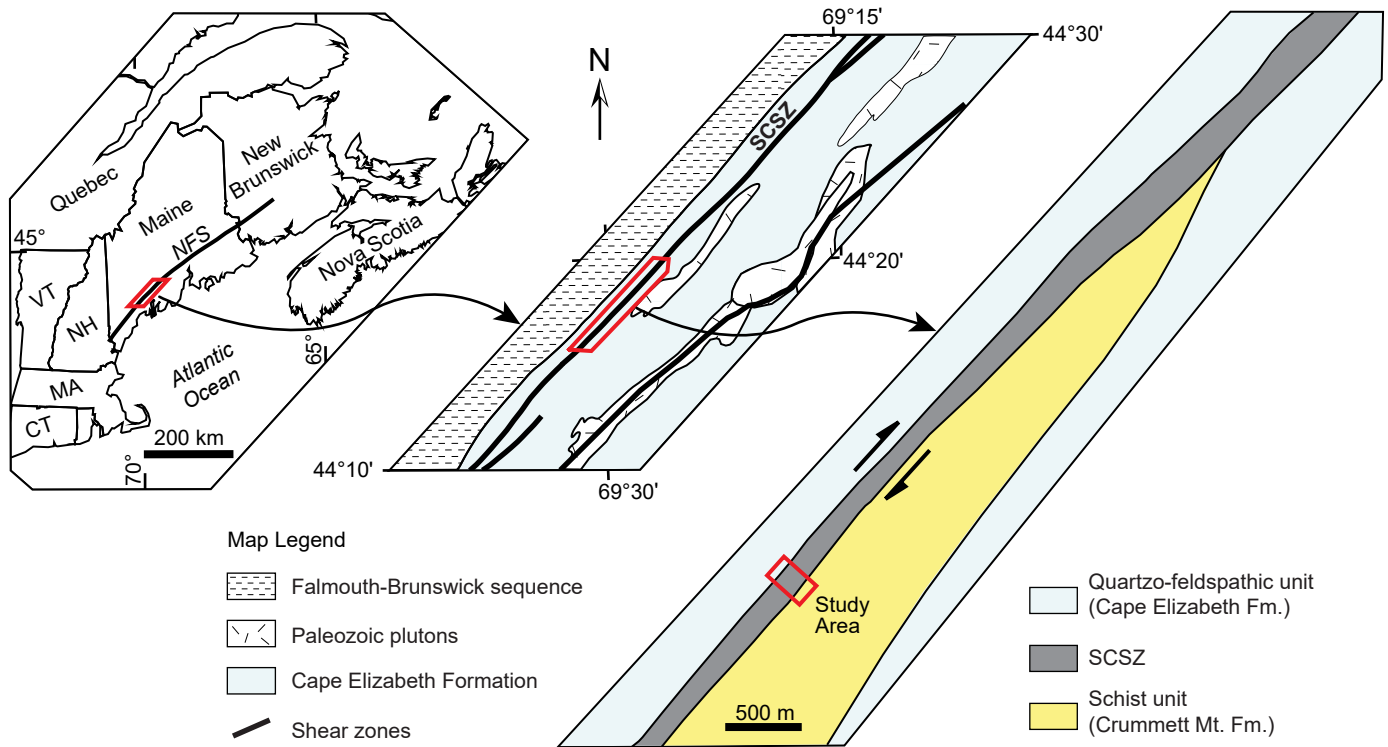 Quebec
New
Brunswick
Maine
NFS
Nova Scotia
45°
VT
NH
MA
CT
Atlantic
Ocean
65°
200 km
70°
N
69°15'
44°30'
SCSZ
44°20'
44°10'
69°30'
Study
Area
500 m
Map Legend
Falmouth-Brunswick sequence
Paleozoic plutons
Cape Elizabeth Formation
Shear zones
Quartzo-feldspathic unit
(Cape Elizabeth Fm.)
SCSZ
Schist unit
(Crummett Mt. Fm.)